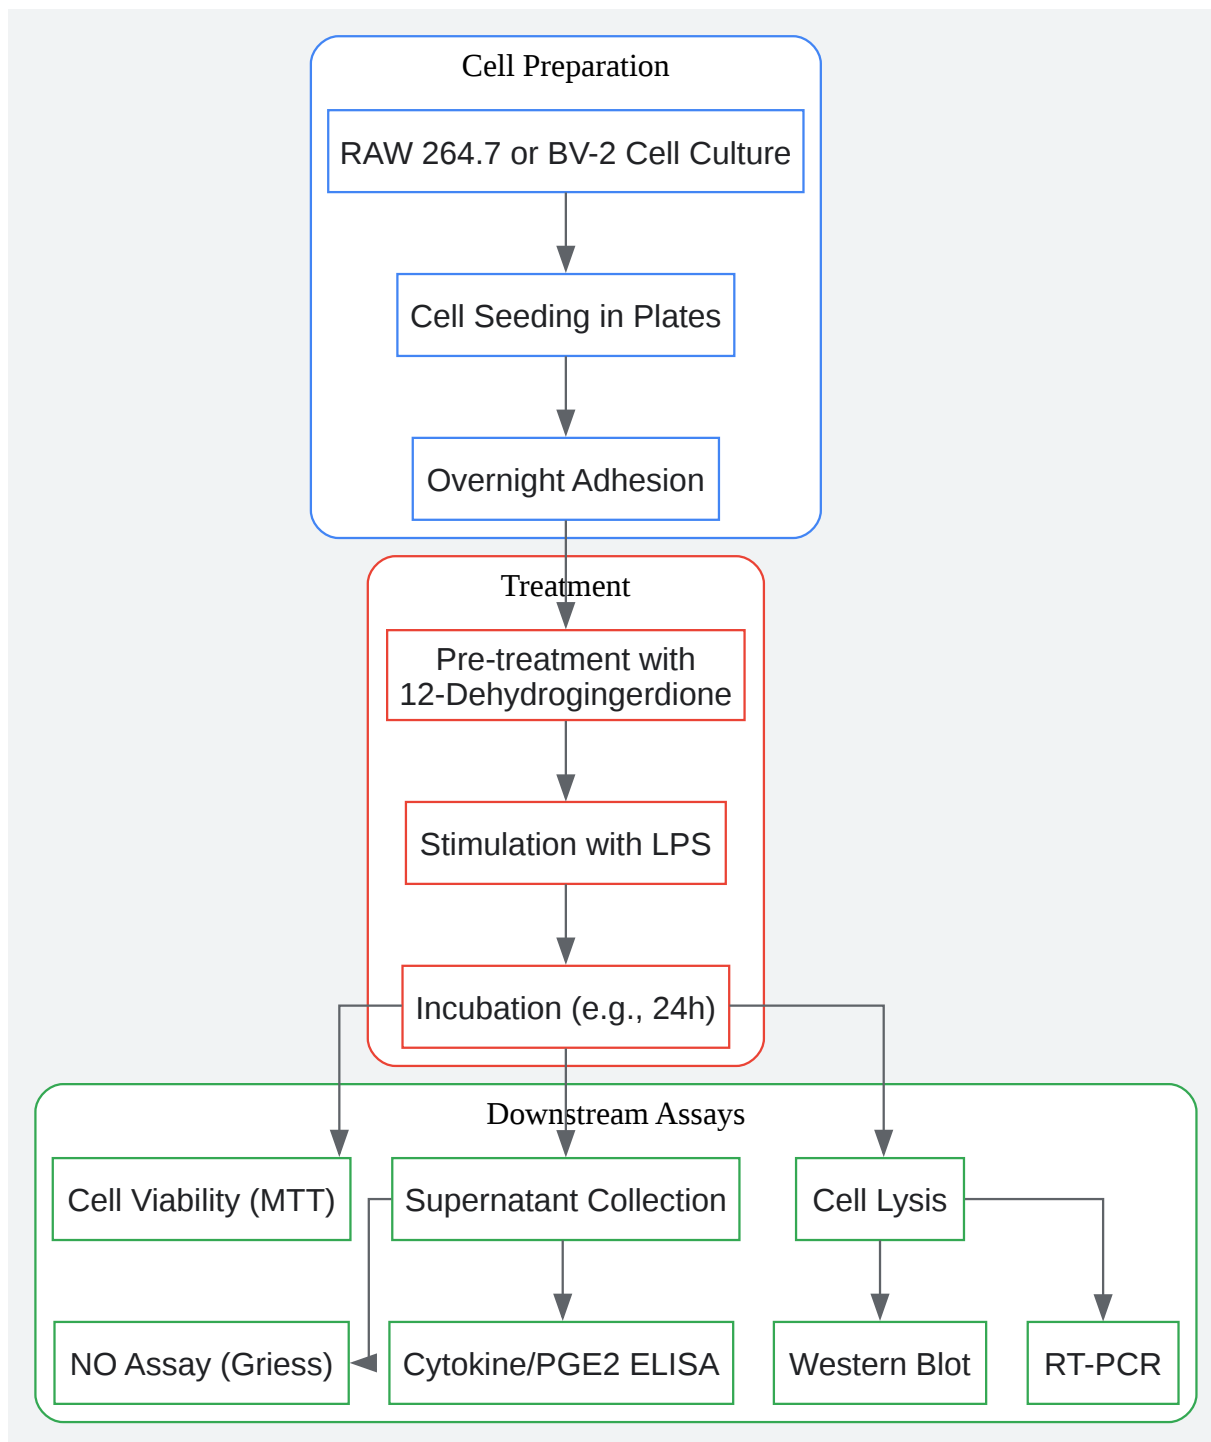 Cell Preparation
RAW 264.7 or BV-2 Cell Culture
Cell Seeding in Plates
Overnight Adhesion
Treatment
Pre-treatment with
12-Dehydrogingerdione
Stimulation with LPS
Incubation (e.g., 24h)
Downstream Assays
Cell Viability (MTT)
Supernatant Collection
Cell Lysis
NO Assay (Griess)
Cytokine/PGE2 ELISA
Western Blot
RT-PCR